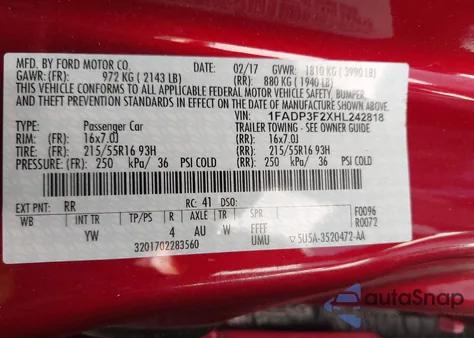 MFD. BY FORD MOTOR CO. DATE: 02/17 GVWR: 1810 KG ( 3990 LB)
GAWR: (FR): 972 KG ( 2143 LB) (RR): 880 KG ( 1940 LB)
THIS VEHICLE CONFORMS TO ALL APPLICABLE FEDERAL MOTOR VEHICLE SAFETY, BUMPER,
AND THEFT PREVENTION STANDARDS IN EFFECT ON THE DATE OF MANUFACTURE SHOWN ABOVE.
VIN: 1FADP3F2XHL242818
TYPE: Passenger Car TRAILER TOWING - SEE OWNER GUIDE
RIM: (FR): 16x7.0J (RR): 16x7.0J
TIRE: (FR): 215/55R16 93H (RR): 215/55R16 93H
PRESSURE: (FR): 250 kPa/ 36 PSI COLD (RR): 250 kPa/ 36 PSI COLD
EXT PNT: RR RC: 41 DSO: F0096
WB INT TR TP/PS R AXLE TR SPR R0072
YW 4 AU W EFFF
3201702283560 UMU 5U5A-3520472-AA
autoSnap